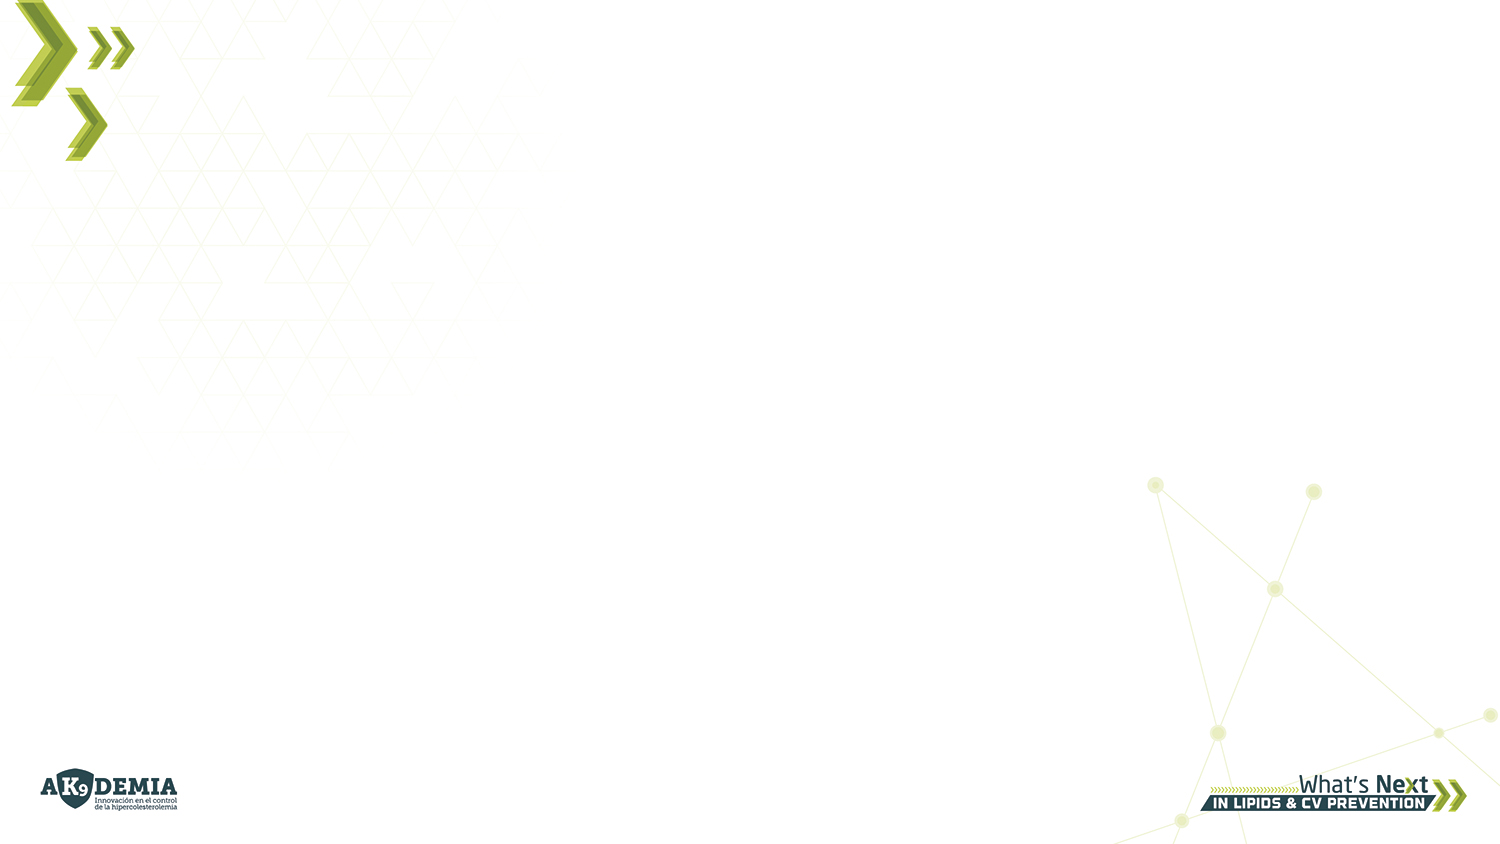 AK9DEMIA
Innovación en el control
de la hipercolesterolemia
What's Next
IN LIPIDS & CV PREVENTION